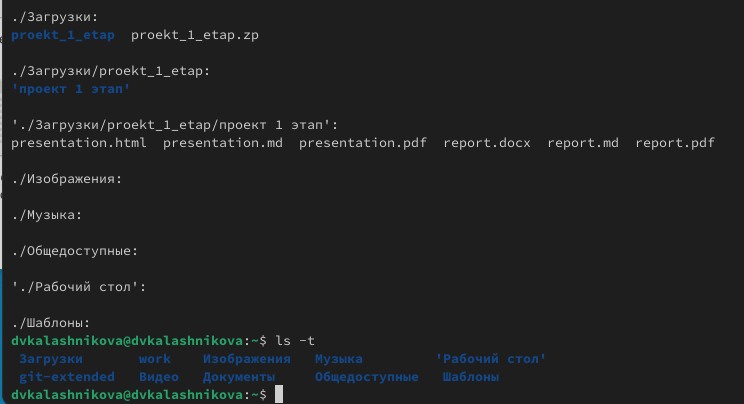 ./Загрузки:
proekt_1_etap  proekt_1_etap.zp
./Загрузки/proekt_1_etap:
'проект 1 этап'
'./Загрузки/proekt_1_etap/проект 1 этап':
presentation.html  presentation.md  presentation.pdf  report.docx  report.md  report.pdf
./Изображения:
./Музыка:
./Общедоступные:
'./Рабочий стол':
./Шаблоны:
dvkalashnikova@dvkalashnikova:~$ ls -t
Загрузки  work  Изображения  Музыка  'Рабочий стол'
git-extended  Видео  Документы  Общедоступные  Шаблоны
dvkalashnikova@dvkalashnikova:~$